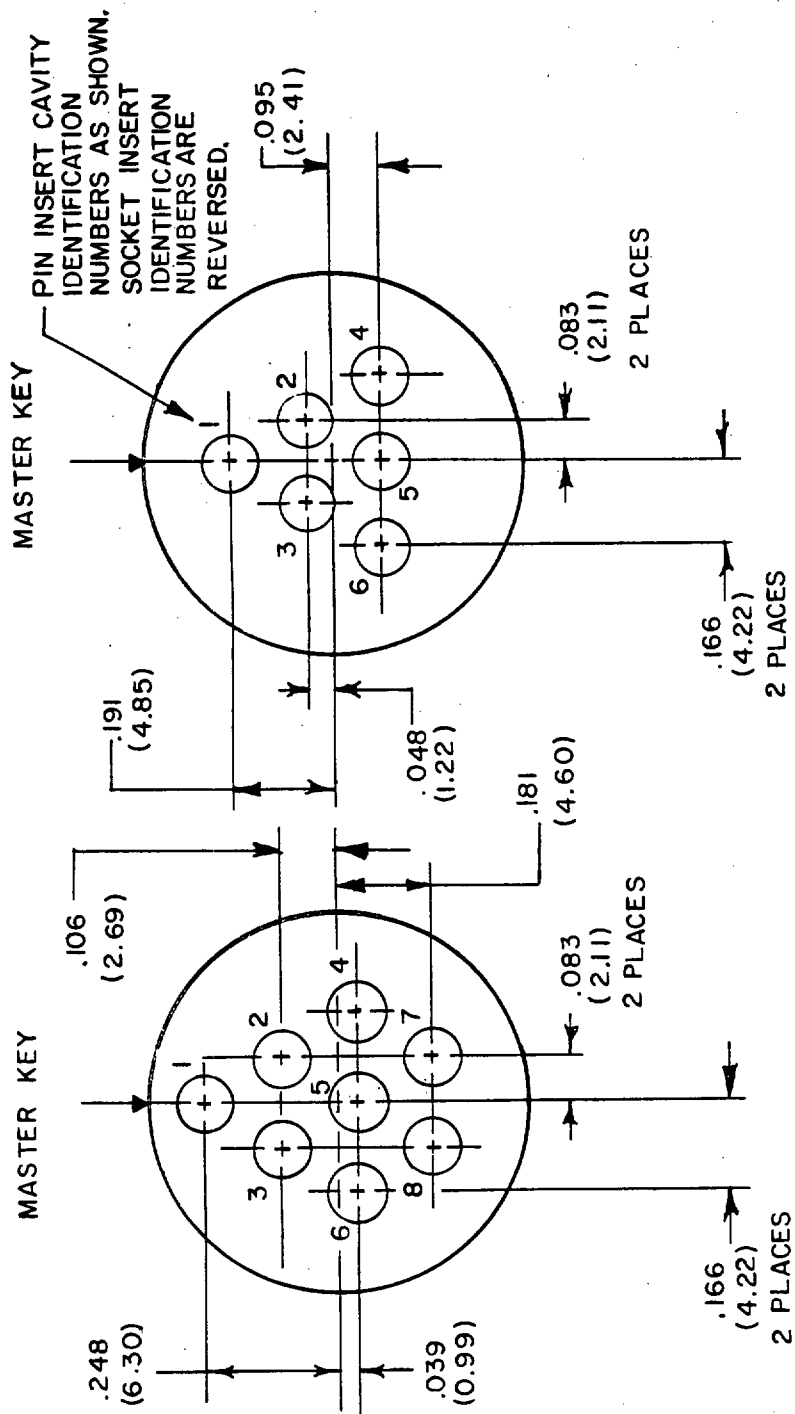 MASTER KEY
PIN INSERT CAVITY
IDENTIFICATION
NUMBERS AS SHOWN.
SOCKET INSERT
IDENTIFICATION
NUMBERS ARE
REVERSED.
1
2
3
4
5
6
.191
(4.85)
.048
(1.22)
.095
(2.41)
.083
(2.11)
2 PLACES
.166
(4.22)
2 PLACES
MASTER KEY
1
2
3
4
5
6
7
8
.106
(2.69)
.181
(4.60)
.248
(6.30)
.039
(0.99)
.083
(2.11)
2 PLACES
.166
(4.22)
2 PLACES